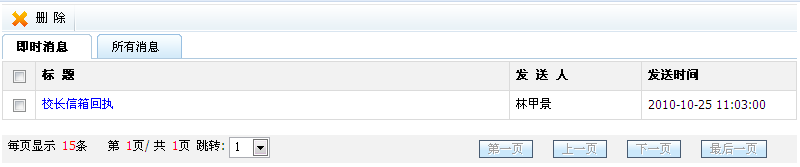 删 除
即时消息 所有消息
标 题 发 送 人 发送时间
校长信箱回执 林甲景 2010-10-25 11:03:00
每页显示 15条 第 1页/ 共 1页 跳转: 1 第一页 上一页 下一页 最后一页